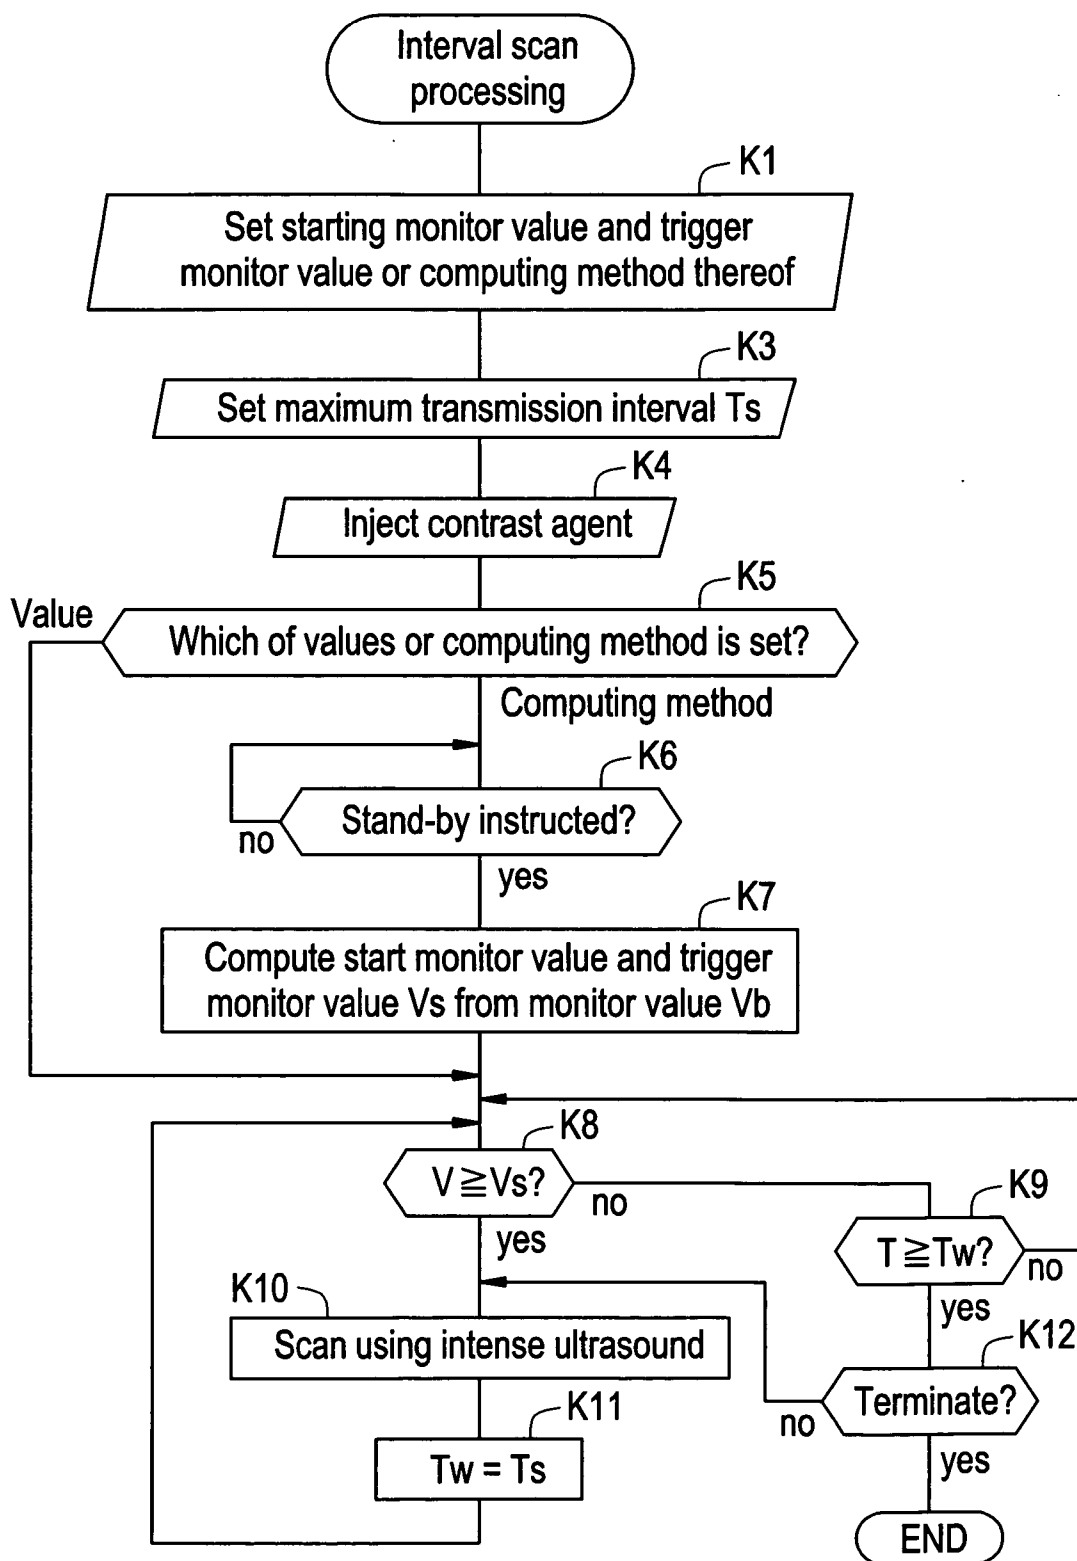 Interval scan
processing
K1
Set starting monitor value and trigger
monitor value or computing method thereof
K3
Set maximum transmission interval Ts
K4
Inject contrast agent
K5
Value
Which of values or computing method is set?
Computing method
K6
Stand-by instructed?
no
yes
K7
Compute start monitor value and trigger
monitor value Vs from monitor value Vb
K8
V ≧ Vs?
no
yes
K9
T ≧ Tw?
no
yes
K10
Scan using intense ultrasound
K12
Terminate?
no
yes
K11
Tw = Ts
END